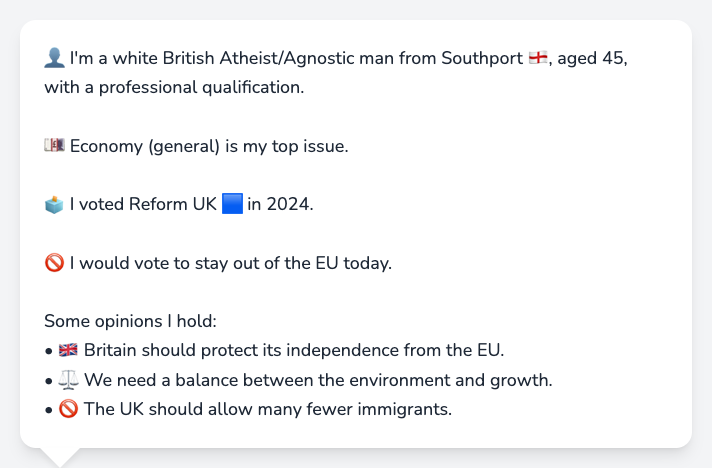 👤 I'm a white British Atheist/Agnostic man from Southport 🏴󠁧󠁢󠁥󠁮󠁧󠁿, aged 45,
with a professional qualification.
💷 Economy (general) is my top issue.
🗳️ I voted Reform UK 🟦 in 2024.
🚫 I would vote to stay out of the EU today.
Some opinions I hold:
• 🇬🇧 Britain should protect its independence from the EU.
• ⚖️ We need a balance between the environment and growth.
• 🚫 The UK should allow many fewer immigrants.